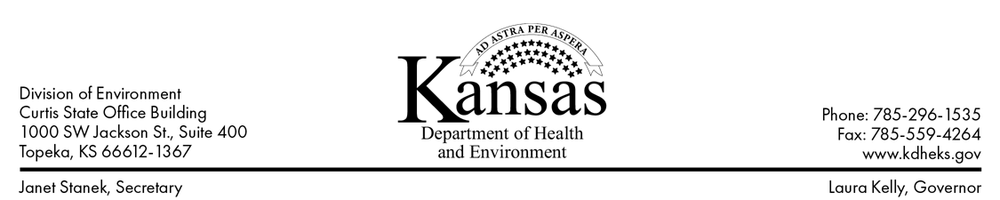 AD ASTRA PER ASPERA
Kansas
Department of Health
and Environment
Division of Environment
Curtis State Office Building
1000 SW Jackson St., Suite 400
Topeka, KS 66612-1367
Phone: 785-296-1535
Fax: 785-559-4264
www.kdheks.gov
Janet Stanek, Secretary
Laura Kelly, Governor